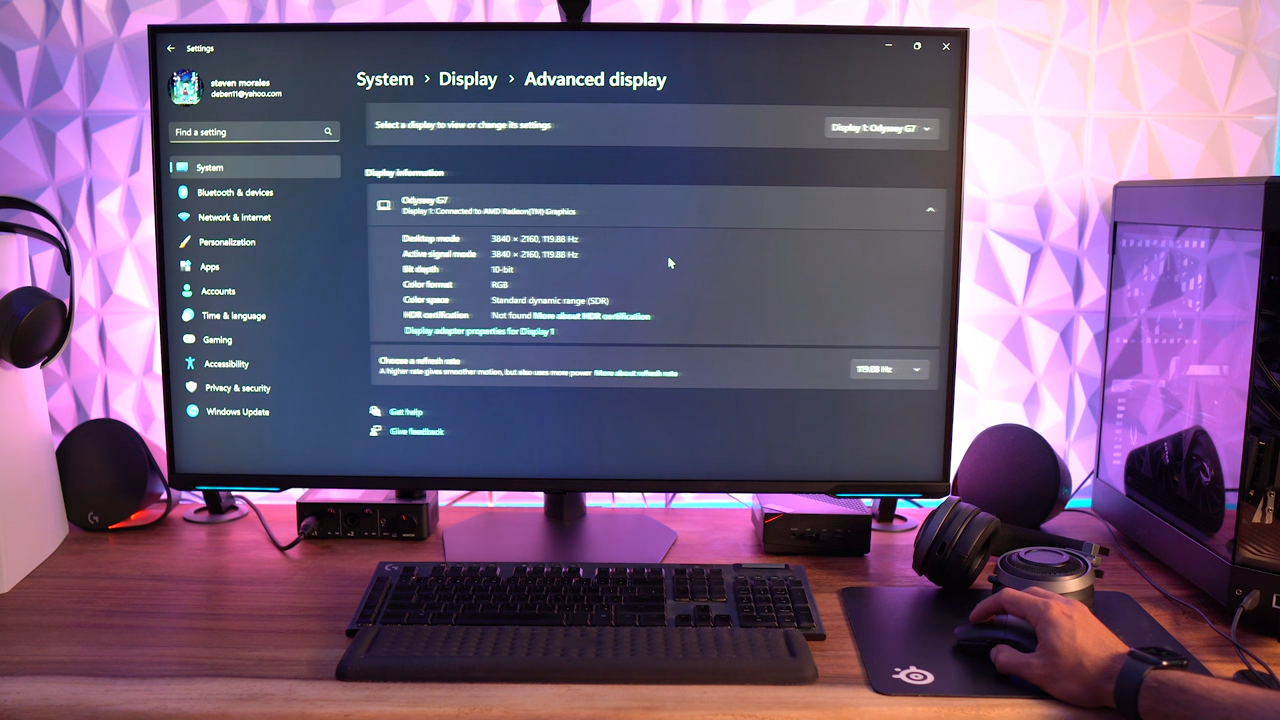 Settings
steven morales
deben11@yahoo.com
Find a setting
System
Bluetooth & devices
Network & internet
Personalization
Apps
Accounts
Time & language
Gaming
Accessibility
Privacy & security
Windows Update
System > Display > Advanced display
Select a display to view or change its settings
Display 1: Odyssey G7
Display information
Odyssey G7
Display 1: Connected to AMD Radeon(TM) Graphics
Desktop mode 3840 × 2160, 119.88 Hz
Active signal mode 3840 × 2160, 119.88 Hz
Bit depth 10-bit
Color format RGB
Color space Standard dynamic range (SDR)
HDR certification Not found More about HDR certification
Display adapter properties for Display 1
Choose a refresh rate
A higher rate gives smoother motion, but also uses more power More about refresh rate
119.88 Hz
Get help
Give feedback